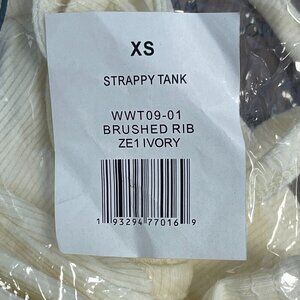 XS
STRAPPY TANK
WWT09-01
BRUSHED RIB
ZE1 IVORY
1 93294 77016 9